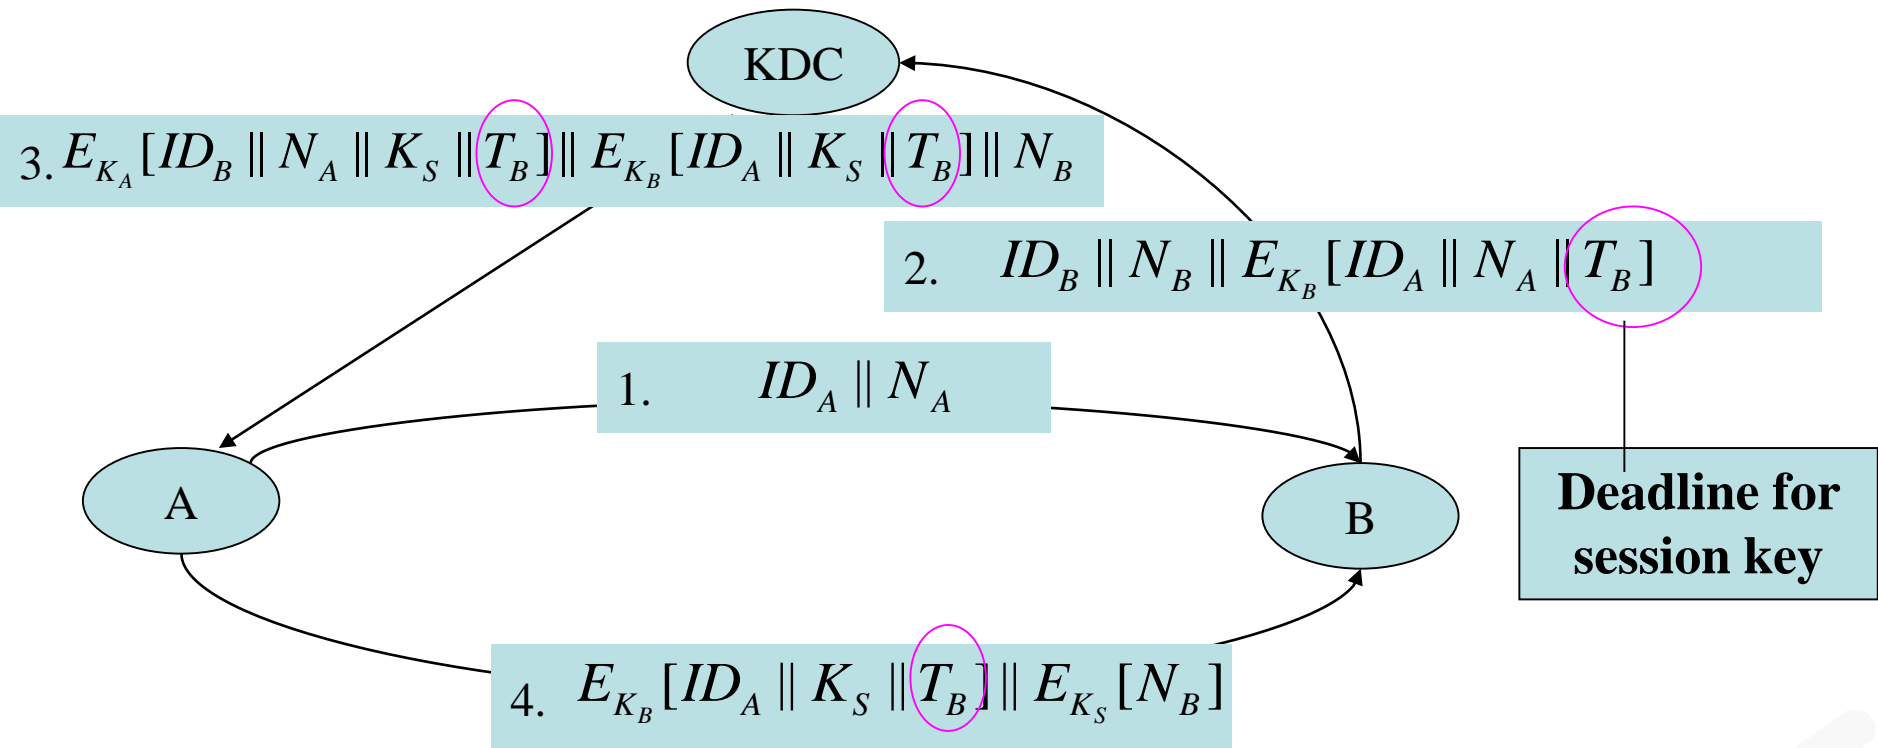 KDC
3. E_{K_A}[ID_B || N_A || K_S || T_B] || E_{K_B}[ID_A || K_S || T_B] || N_B
2. ID_B || N_B || E_{K_B}[ID_A || N_A || T_B]
1. ID_A || N_A
A
B
Deadline for
session key
4. E_{K_B}[ID_A || K_S || T_B] || E_{K_S}[N_B]